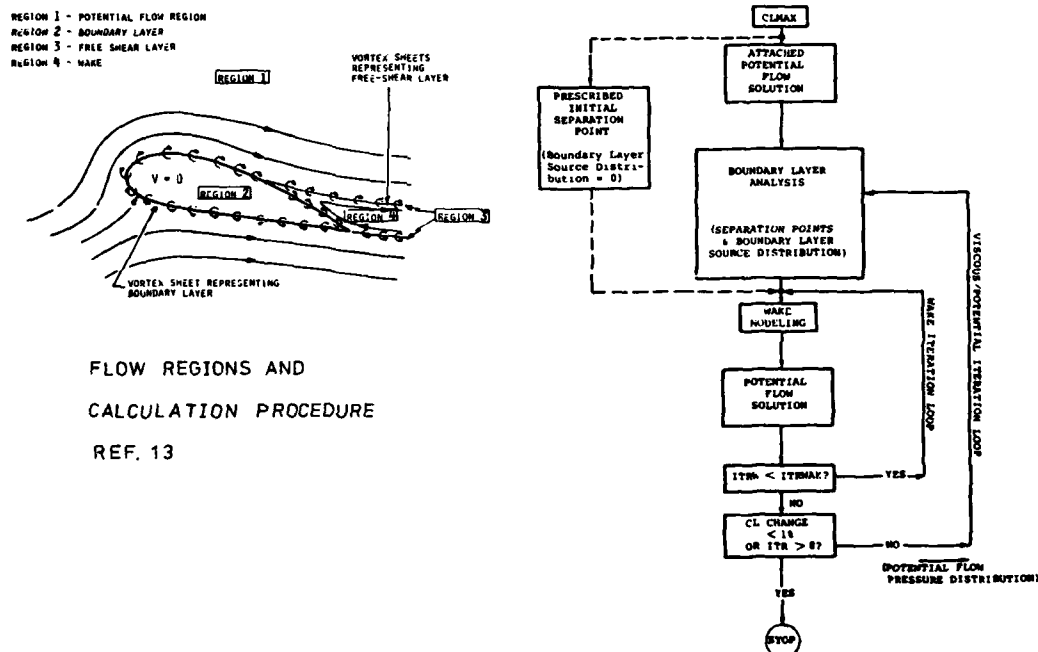 REGION 1 - POTENTIAL FLOW REGION
REGION 2 - BOUNDARY LAYER
REGION 3 - FREE SHEAR LAYER
REGION 4 - WAKE
REGION 1
VORTEX SHEETS
REPRESENTING
FREE-SHEAR LAYER
V = 0
REGION 2
REGION 4
REGION 3
VORTEX SHEET REPRESENTING
BOUNDARY LAYER
FLOW REGIONS AND
CALCULATION PROCEDURE
REF. 13
CLMAX
ATTACHED
POTENTIAL
FLOW
SOLUTION
PRESCRIBED
INITIAL
SEPARATION
POINT
(Boundary Layer
Source Distri-
bution = 0)
BOUNDARY LAYER
ANALYSIS
(SEPARATION POINTS
& BOUNDARY LAYER
SOURCE DISTRIBUTION)
WAKE
MODELING
POTENTIAL
FLOW
SOLUTION
WAKE ITERATION LOOP
VISCOUS/POTENTIAL ITERATION LOOP
ITRW < ITRWAK?
YES
NO
CL CHANGE
< 1%
OR ITR > 8?
NO
(POTENTIAL FLOW
PRESSURE DISTRIBUTION)
YES
STOP